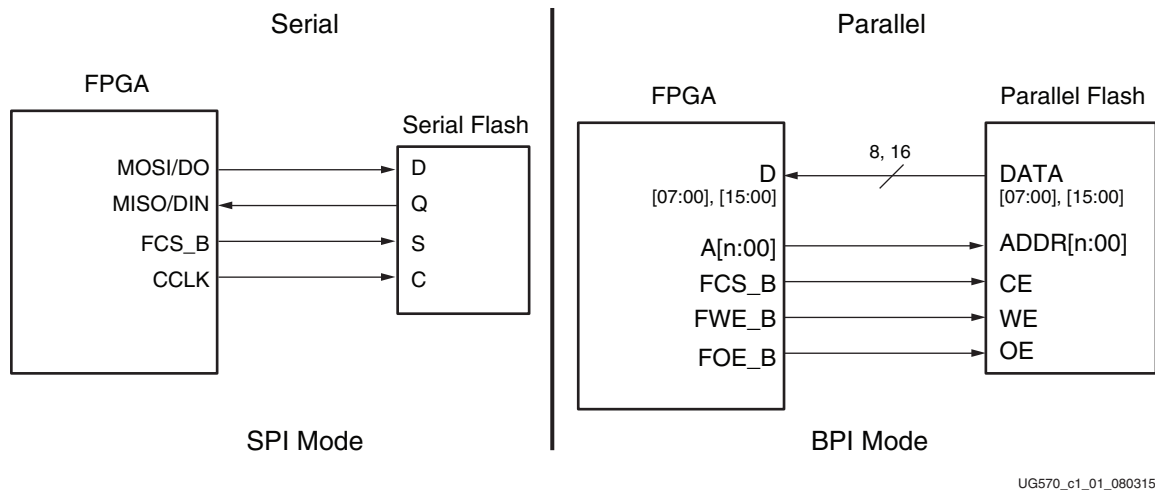 Serial
FPGA
Serial Flash
MOSI/DO
D
MISO/DIN
Q
FCS_B
S
CCLK
C
SPI Mode
Parallel
FPGA
Parallel Flash
8, 16
D
[07:00], [15:00]
DATA
[07:00], [15:00]
A[n:00]
ADDR[n:00]
FCS_B
CE
FWE_B
WE
FOE_B
OE
BPI Mode
UG570_c1_01_080315